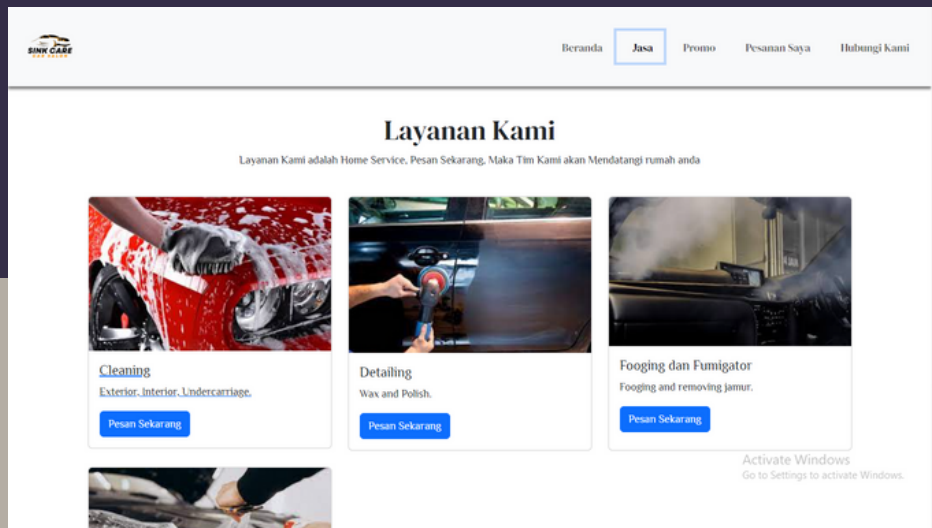 SINK CARE
CAR SALON
Beranda
Jasa
Promo
Pesanan Saya
Hubungi Kami
Layanan Kami
Layanan Kami adalah Home Service, Pesan Sekarang, Maka Tim Kami akan Mendatangi rumah anda
Cleaning
Exterior, Interior, Undercarriage.
Pesan Sekarang
Detailing
Wax and Polish.
Pesan Sekarang
Fooging dan Fumigator
Fooging and removing jamur.
Pesan Sekarang
Activate Windows
Go to Settings to activate Windows.